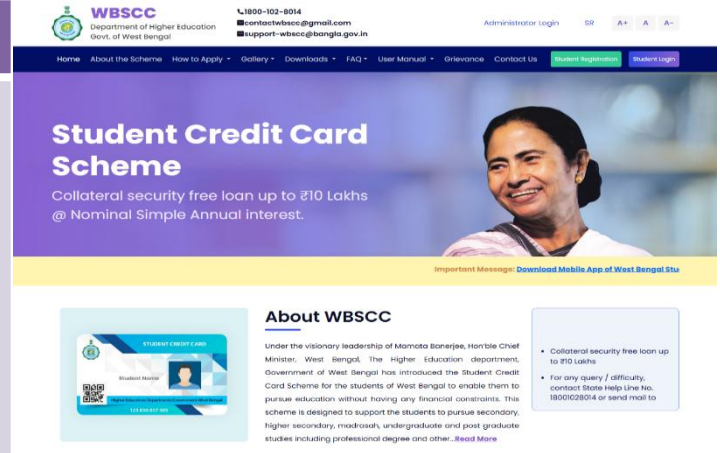 WBSCC
Department of Higher Education
Govt. of West Bengal
1800-102-8014
contactwbscc@gmail.com
support-wbscc@bangla.gov.in
Administrator Login SR A+ A A-
Home About the Scheme How to Apply Gallery Downloads FAQ User Manual Grievance Contact Us Student Registration Student Login
Student Credit Card
Scheme
Collateral security free loan up to ₹10 Lakhs
@ Nominal Simple Annual interest.
Important Message: Download Mobile App of West Bengal Stu
STUDENT CREDIT CARD
Student Name
Higher Education Department Government West Bengal
About WBSCC
Under the visionary leadership of Mamota Banerjee, Hon'ble Chief
Minister, West Bengal, The Higher Education department,
Government of West Bengal has introduced the Student Credit
Card Scheme for the students of West Bengal to enable them to
pursue education without having any financial constraints. This
scheme is designed to support the students to pursue secondary,
higher secondary, madrasah, undergraduate and post graduate
studies including professional degree and other...Read More
Collateral security free loan up
to ₹10 Lakhs
For any query / difficulty,
contact State Help Line No.
18001028014 or send mail to